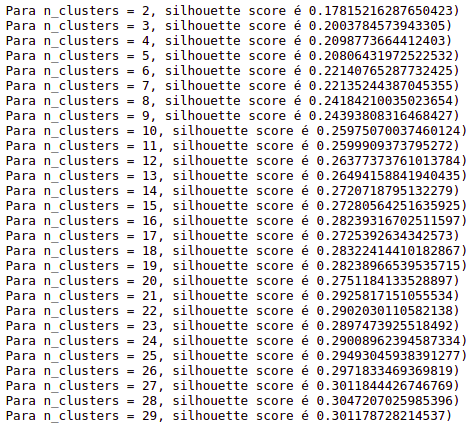 Para n_clusters = 2, silhouette score é 0.17815216287650423)
Para n_clusters = 3, silhouette score é 0.2003784573943305)
Para n_clusters = 4, silhouette score é 0.2098773664412403)
Para n_clusters = 5, silhouette score é 0.20806431972522532)
Para n_clusters = 6, silhouette score é 0.22140765287732425)
Para n_clusters = 7, silhouette score é 0.22135244387045355)
Para n_clusters = 8, silhouette score é 0.24184210035023654)
Para n_clusters = 9, silhouette score é 0.24393808316468427)
Para n_clusters = 10, silhouette score é 0.25975070037460124)
Para n_clusters = 11, silhouette score é 0.2599909373795272)
Para n_clusters = 12, silhouette score é 0.26377373761013784)
Para n_clusters = 13, silhouette score é 0.26494158841940435)
Para n_clusters = 14, silhouette score é 0.2720718795132279)
Para n_clusters = 15, silhouette score é 0.27280564251635925)
Para n_clusters = 16, silhouette score é 0.28239316702511597)
Para n_clusters = 17, silhouette score é 0.2725392634342573)
Para n_clusters = 18, silhouette score é 0.28322414410182867)
Para n_clusters = 19, silhouette score é 0.28238966539535715)
Para n_clusters = 20, silhouette score é 0.2751184133528897)
Para n_clusters = 21, silhouette score é 0.2925817151055534)
Para n_clusters = 22, silhouette score é 0.2902030110582138)
Para n_clusters = 23, silhouette score é 0.2897473925518492)
Para n_clusters = 24, silhouette score é 0.29008962394587334)
Para n_clusters = 25, silhouette score é 0.29493045938391277)
Para n_clusters = 26, silhouette score é 0.2971833469369819)
Para n_clusters = 27, silhouette score é 0.3011844426746769)
Para n_clusters = 28, silhouette score é 0.3047207025985396)
Para n_clusters = 29, silhouette score é 0.301178728214537)